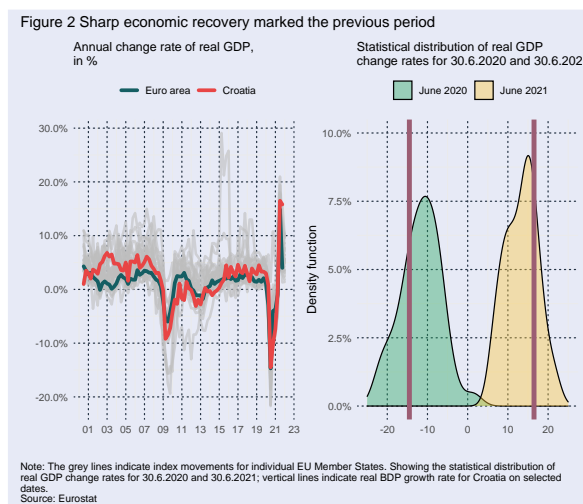 Figure 2 Sharp economic recovery marked the previous period
Annual change rate of real GDP,
in %
Euro area
Croatia
30.0%
20.0%
10.0%
0.0%
-10.0%
-20.0%
01 03 05 07 09 11 13 15 17 19 21 23
Statistical distribution of real GDP
change rates for 30.6.2020 and 30.6.202
June 2020
June 2021
Density function
10.0%
7.5%
5.0%
2.5%
0.0%
-20 -10 0 10 20
Note: The grey lines indicate index movements for individual EU Member States. Showing the statistical distribution of
real GDP change rates for 30.6.2020 and 30.6.2021; vertical lines indicate real BDP growth rate for Croatia on selected
dates.
Source: Eurostat